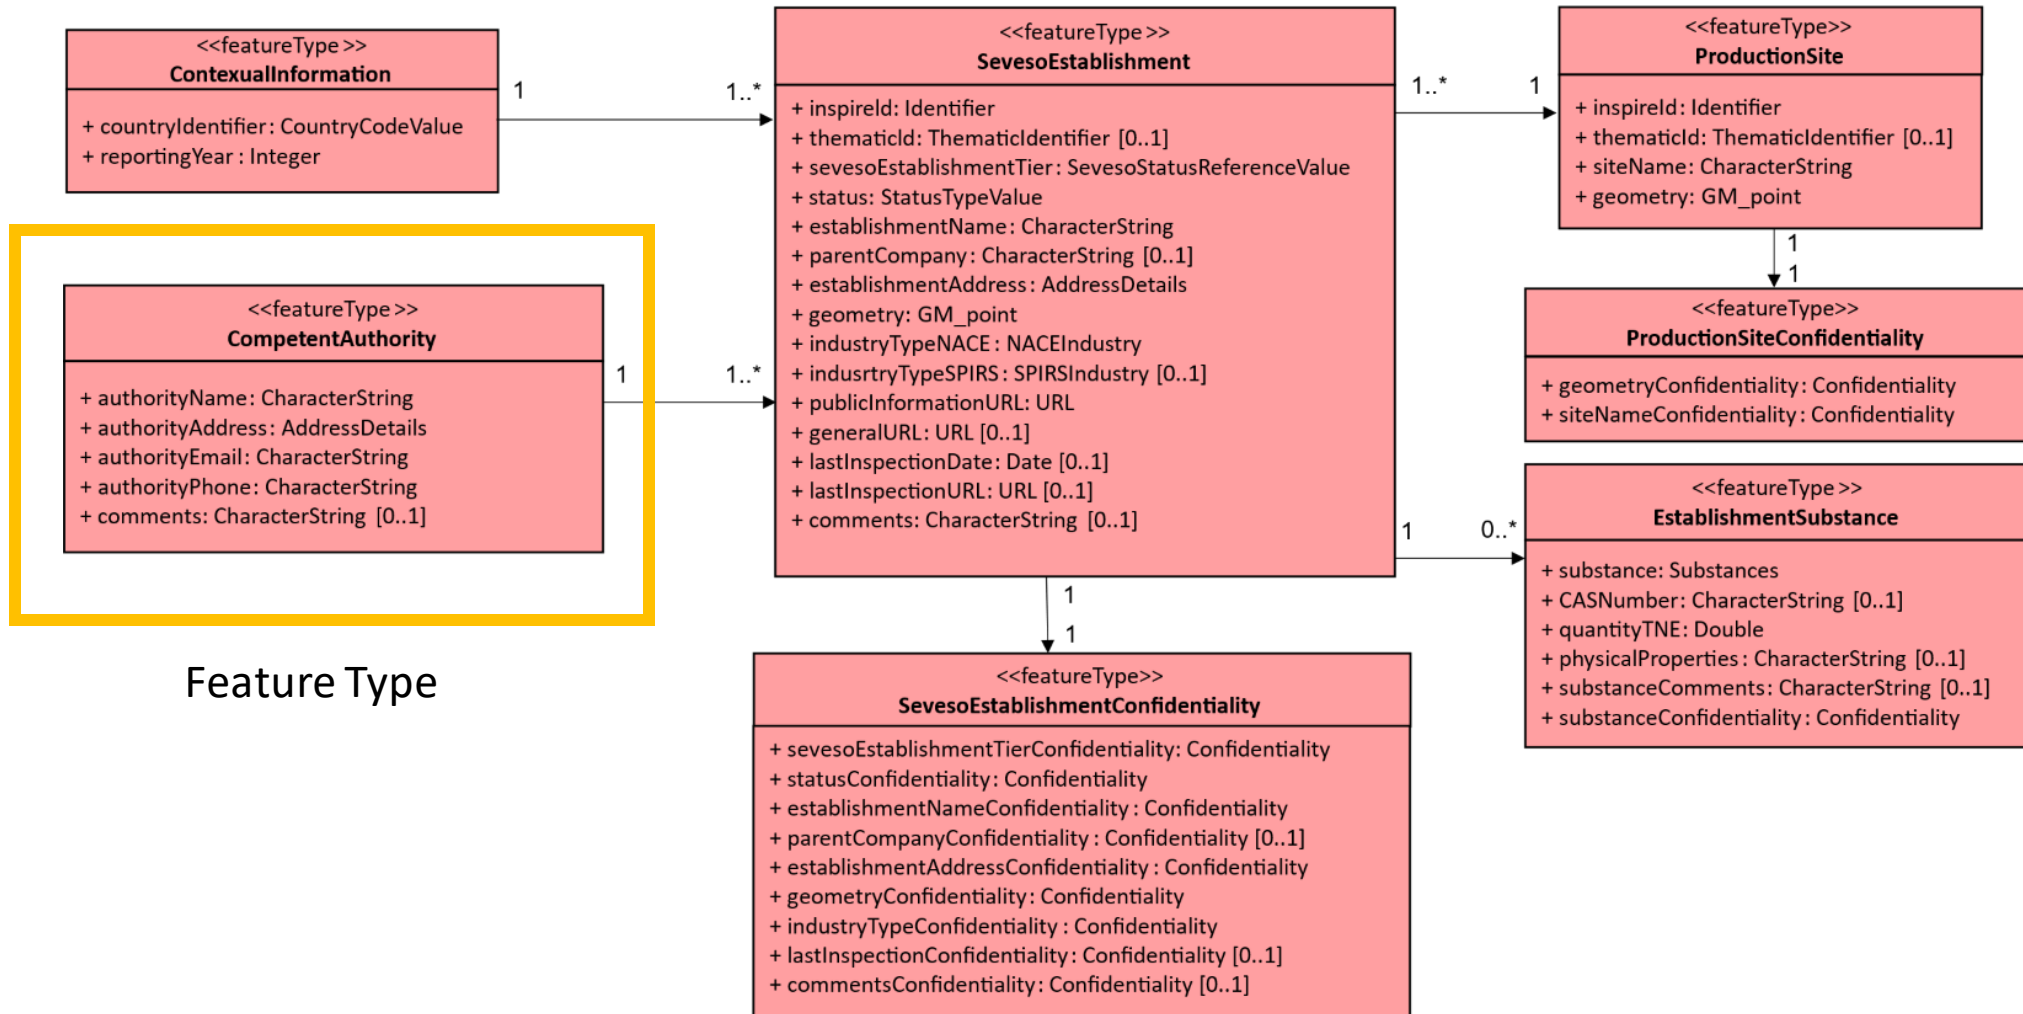 <<featureType>>
ContexualInformation
+ countryIdentifier: CountryCodeValue
+ reportingYear: Integer
1
1..*
<<featureType>>
SevesoEstablishment
+ inspireId: Identifier
+ thematicId: ThematicIdentifier [0..1]
+ sevesoEstablishmentTier: SevesoStatusReferenceValue
+ status: StatusTypeValue
+ establishmentName: CharacterString
+ parentCompany: CharacterString [0..1]
+ establishmentAddress: AddressDetails
+ geometry: GM_point
+ industryTypeNACE: NACEIndustry
+ indusrtryTypeSPIRS: SPIRSIndustry [0..1]
+ publicInformationURL: URL
+ generalURL: URL [0..1]
+ lastInspectionDate: Date [0..1]
+ lastInspectionURL: URL [0..1]
+ comments: CharacterString [0..1]
1..*
1
<<featureType>>
ProductionSite
+ inspireId: Identifier
+ thematicId: ThematicIdentifier [0..1]
+ siteName: CharacterString
+ geometry: GM_point
1
1
<<featureType>>
ProductionSiteConfidentiality
+ geometryConfidentiality: Confidentiality
+ siteNameConfidentiality: Confidentiality
<<featureType>>
CompetentAuthority
+ authorityName: CharacterString
+ authorityAddress: AddressDetails
+ authorityEmail: CharacterString
+ authorityPhone: CharacterString
+ comments: CharacterString [0..1]
1
1..*
Feature Type
1
0..*
<<featureType>>
EstablishmentSubstance
+ substance: Substances
+ CASNumber: CharacterString [0..1]
+ quantityTNE: Double
+ physicalProperties: CharacterString [0..1]
+ substanceComments: CharacterString [0..1]
+ substanceConfidentiality: Confidentiality
1
1
<<featureType>>
SevesoEstablishmentConfidentiality
+ sevesoEstablishmentTierConfidentiality: Confidentiality
+ statusConfidentiality: Confidentiality
+ establishmentNameConfidentiality: Confidentiality
+ parentCompanyConfidentiality: Confidentiality [0..1]
+ establishmentAddressConfidentiality: Confidentiality
+ geometryConfidentiality: Confidentiality
+ industryTypeConfidentiality: Confidentiality
+ lastInspectionConfidentiality: Confidentiality [0..1]
+ commentsConfidentiality: Confidentiality [0..1]